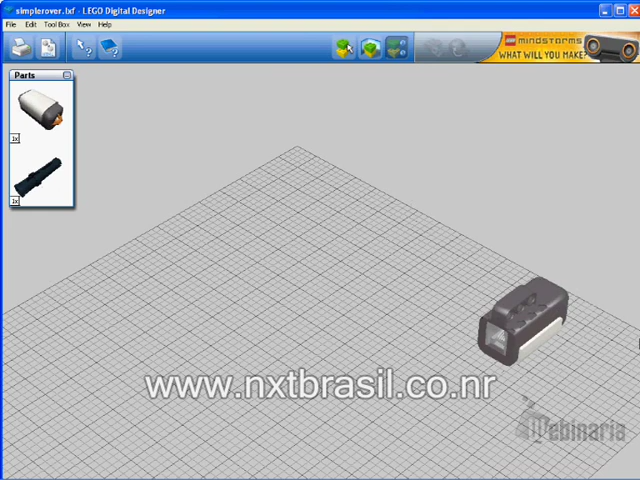 simplerover.lxf - LEGO Digital Designer
File Edit Tool Box View Help
mindstorms
WHAT WILL YOU MAKE?
Parts
1x
1x
www.nxtbrasil.co.nr
Webinaria